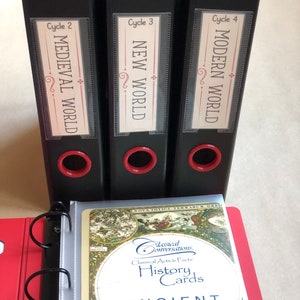 Cycle 2
MEDIEVAL WORLD
Cycle 3
NEW WORLD
Cycle 4
MODERN WORLD
Classical
Conversations
Classical Acts & Facts
History
Cards